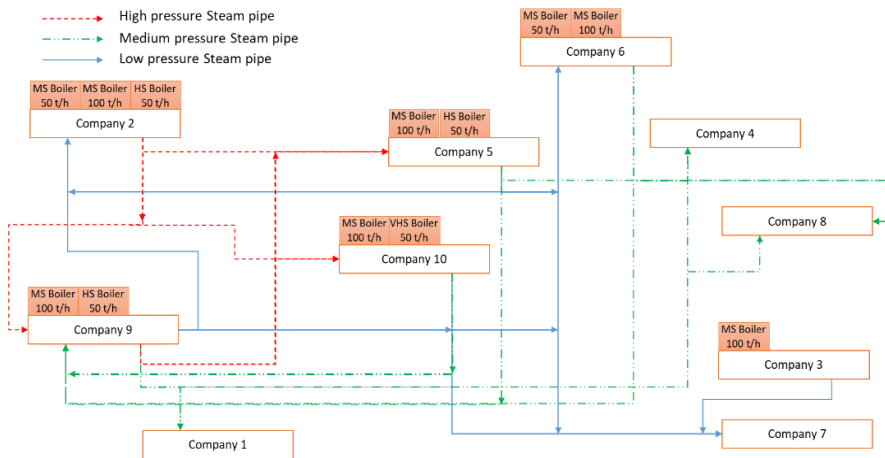 High pressure Steam pipe
Medium pressure Steam pipe
Low pressure Steam pipe
MS Boiler 50 t/h
MS Boiler 100 t/h
Company 6
MS Boiler 50 t/h
MS Boiler 100 t/h
HS Boiler 50 t/h
Company 2
MS Boiler 100 t/h
HS Boiler 50 t/h
Company 5
Company 4
MS Boiler 100 t/h
VHS Boiler 50 t/h
Company 10
Company 8
MS Boiler 100 t/h
HS Boiler 50 t/h
Company 9
MS Boiler 100 t/h
Company 3
Company 1
Company 7